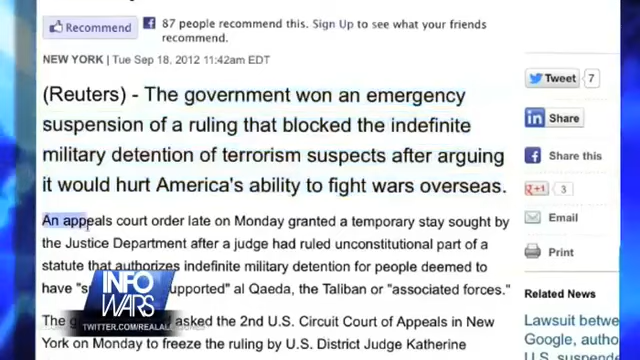 Recommend
87 people recommend this. Sign Up to see what your friends
recommend.
NEW YORK | Tue Sep 18, 2012 11:42am EDT
(Reuters) - The government won an emergency
suspension of a ruling that blocked the indefinite
military detention of terrorism suspects after arguing
it would hurt America's ability to fight wars overseas.
An appeals court order late on Monday granted a temporary stay sought by
the Justice Department after a judge had ruled unconstitutional part of a
statute that authorizes indefinite military detention for people deemed to
have upported" al Qaeda, the Taliban or "associated forces."
asked the 2nd U.S. Circuit Court of Appeals in New
York on Monday to freeze the ruling by U.S. District Judge Katherine
Tweet 7
Share
Share this
+1 3
Email
Print
Related News
Lawsuit betwe
Google, autho
U.S. suspende
INFO
WARS